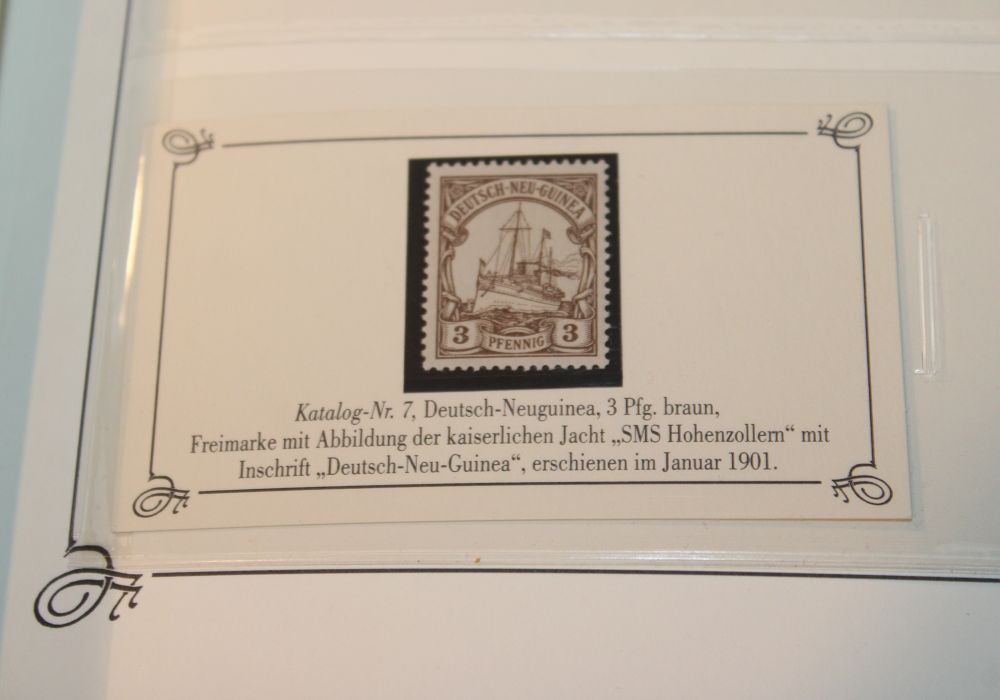 DEUTSCH-NEU-GUINEA
3 PFENNIG 3
Katalog-Nr. 7, Deutsch-Neuguinea, 3 Pfg. braun,
Freimarke mit Abbildung der kaiserlichen Jacht „SMS Hohenzollern“ mit
Inschrift „Deutsch-Neu-Guinea“, erschienen im Januar 1901.